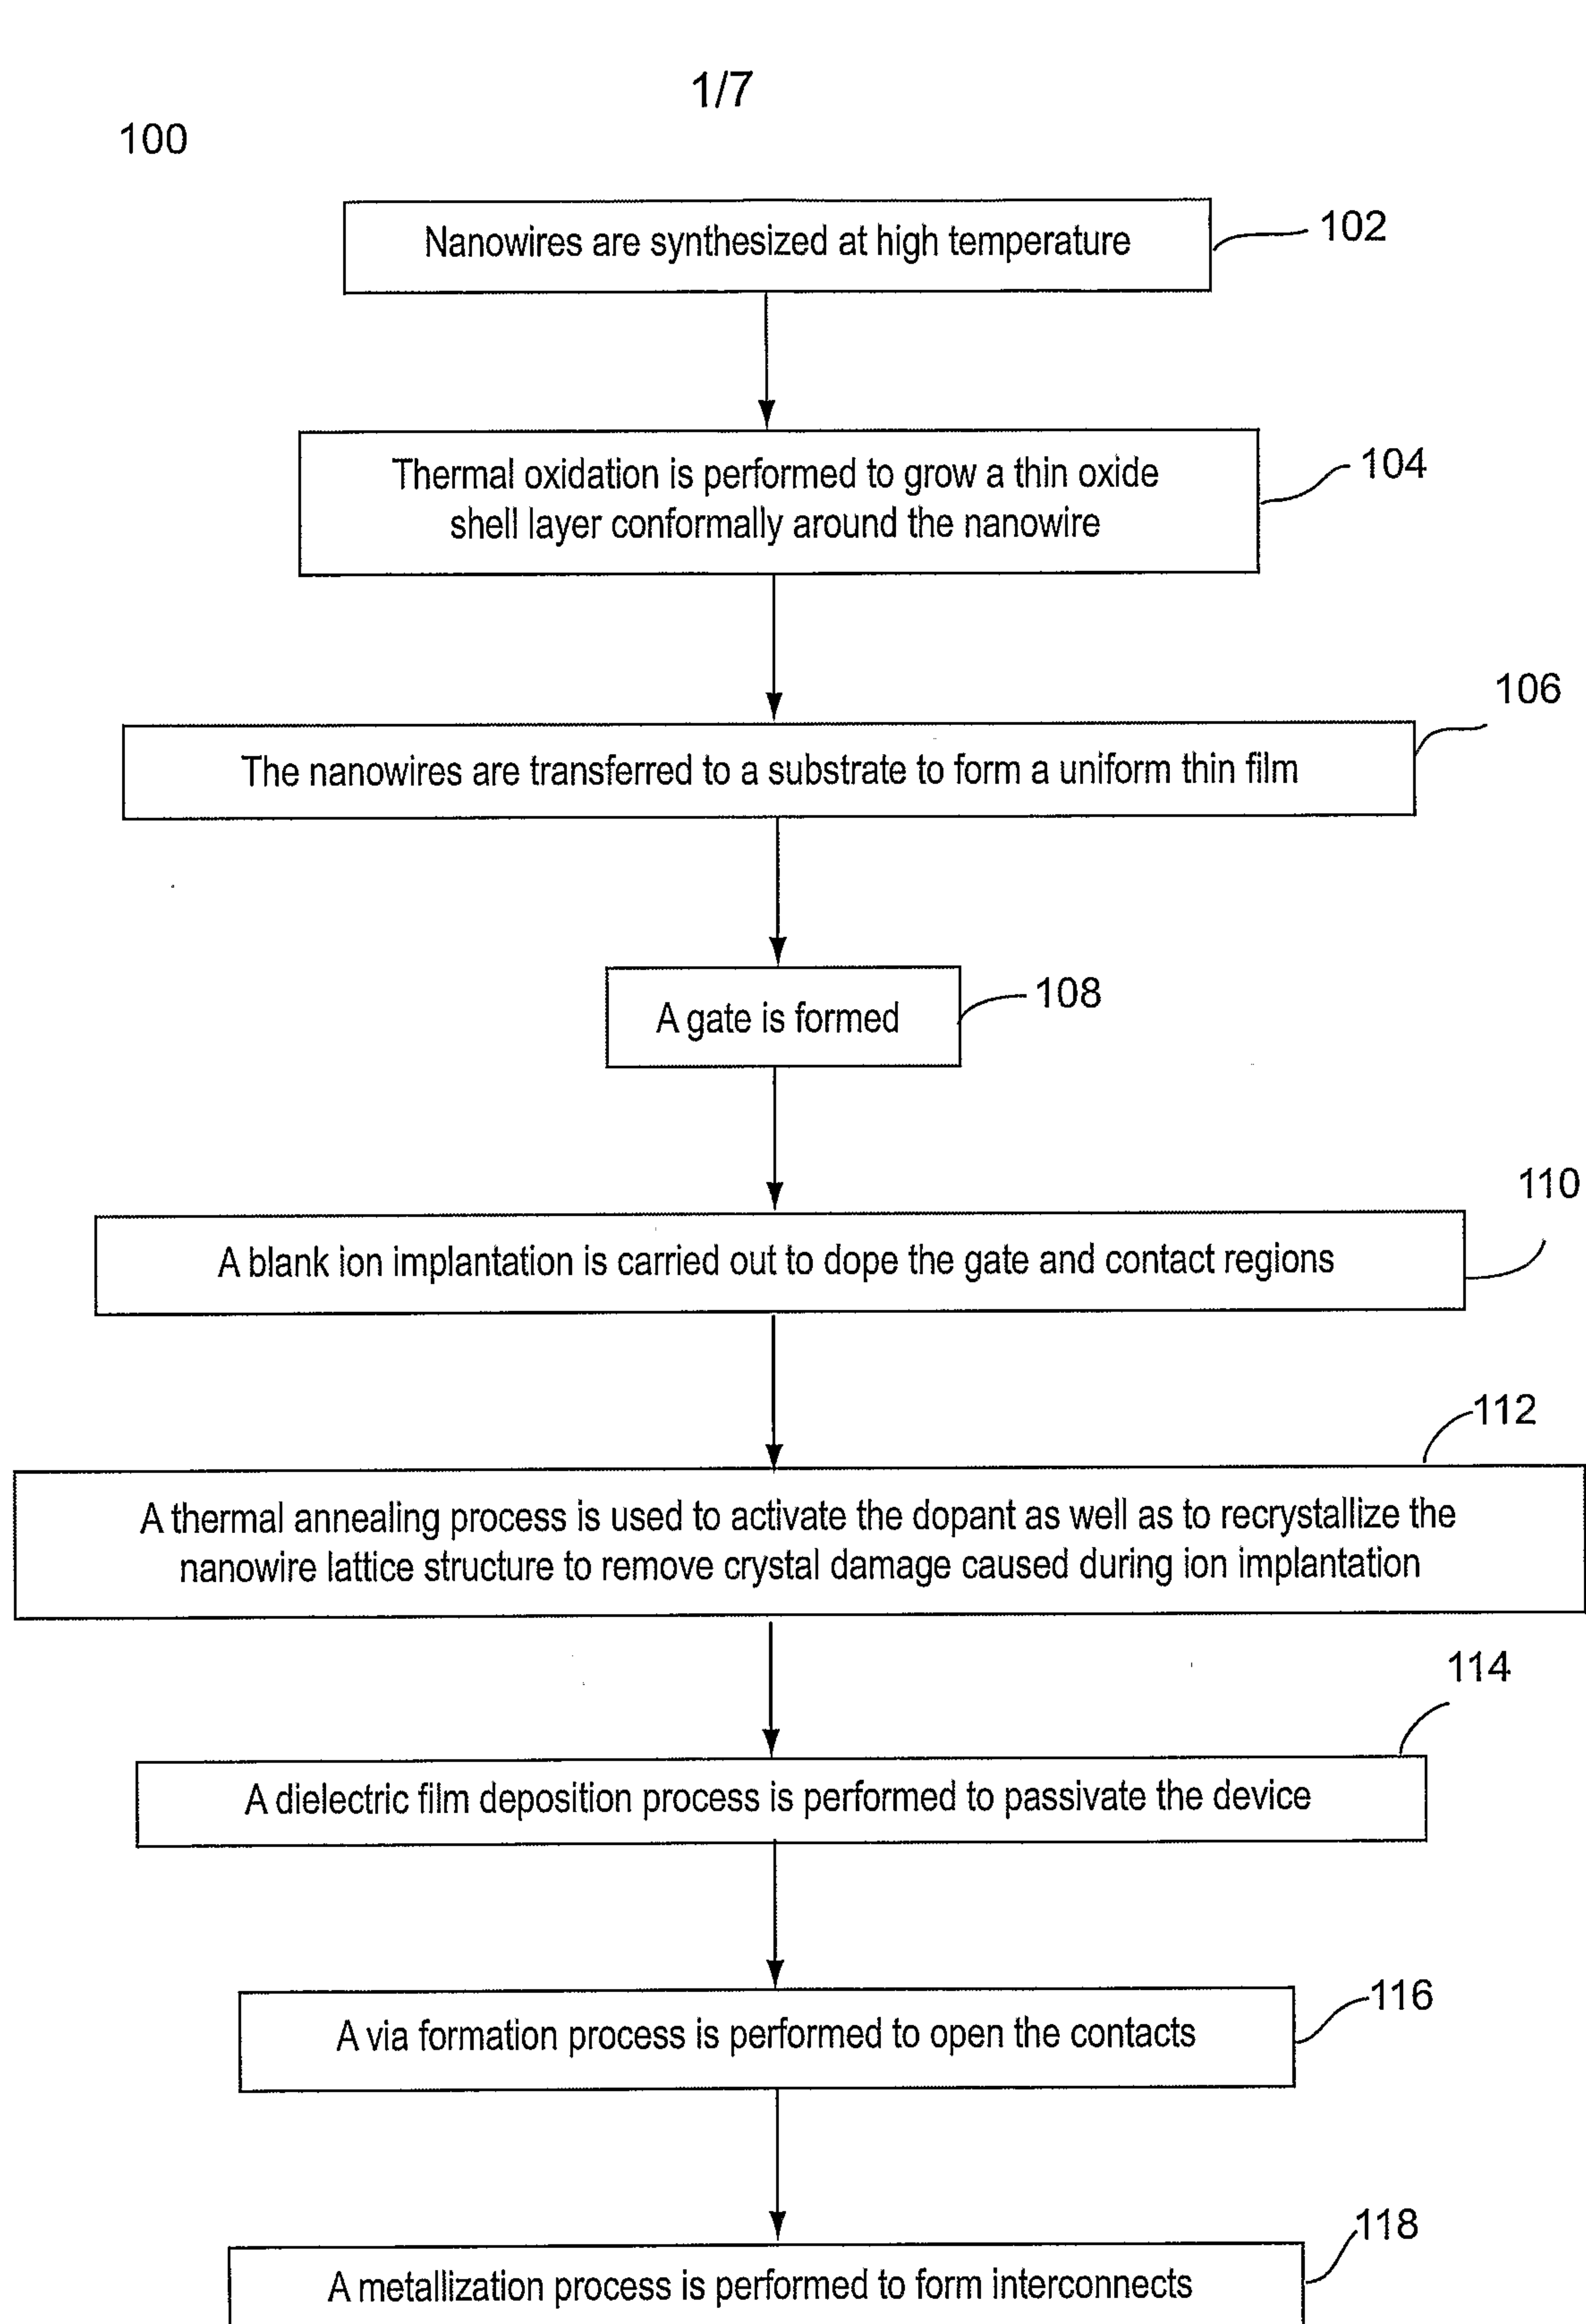 1/7
100
Nanowires are synthesized at high temperature
102
Thermal oxidation is performed to grow a thin oxide
shell layer conformally around the nanowire
104
106
The nanowires are transferred to a substrate to form a uniform thin film
A gate is formed
108
110
A blank ion implantation is carried out to dope the gate and contact regions
112
A thermal annealing process is used to activate the dopant as well as to recrystallize the
nanowire lattice structure to remove crystal damage caused during ion implantation
114
A dielectric film deposition process is performed to passivate the device
116
A via formation process is performed to open the contacts
118
A metallization process is performed to form interconnects